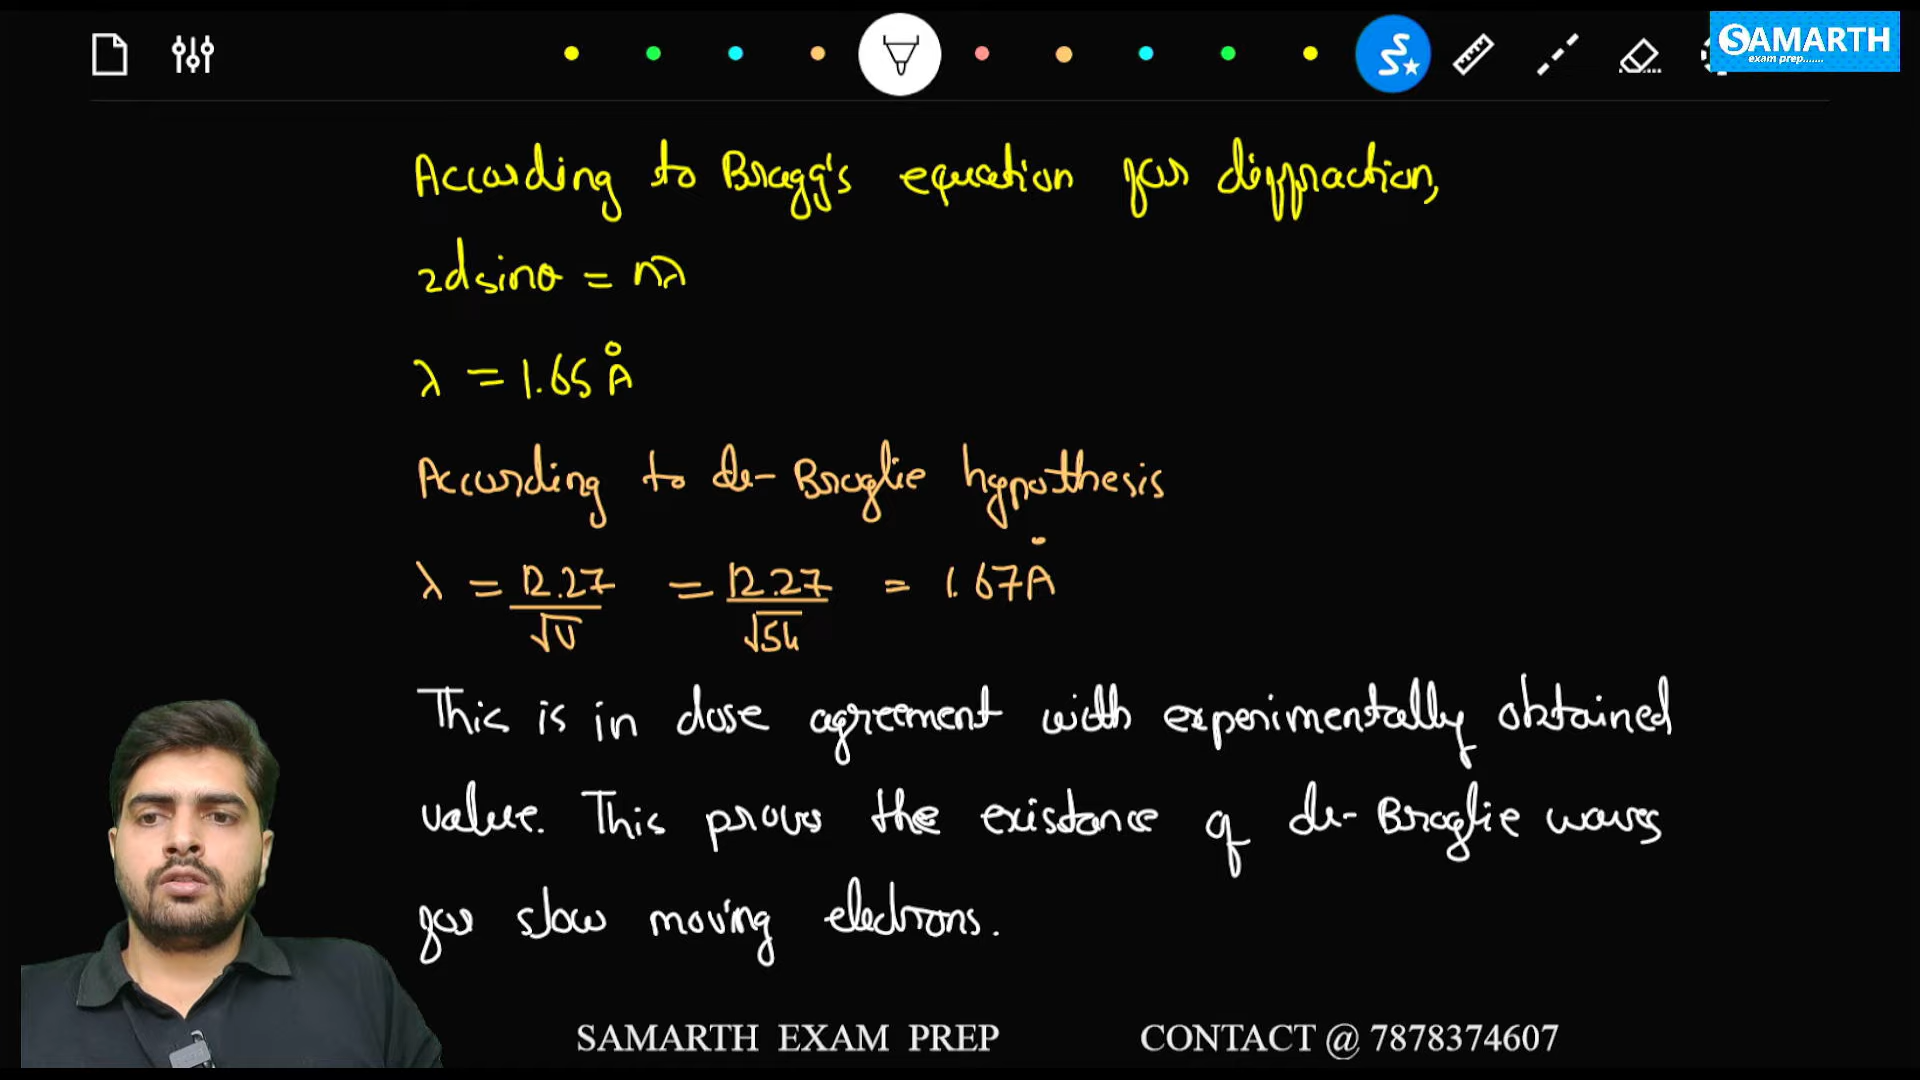 SAMARTH
exam prep.......
According to Bragg's equation for diffraction,
2d sinθ = nλ
λ = 1.65 Å
According to de-Broglie hypothesis
λ = 12.27/√V = 12.27/√54 = 1.67Å
This is in close agreement with experimentally obtained
value. This proves the existance of de-Broglie waves
for slow moving electrons.
SAMARTH EXAM PREP CONTACT @ 7878374607